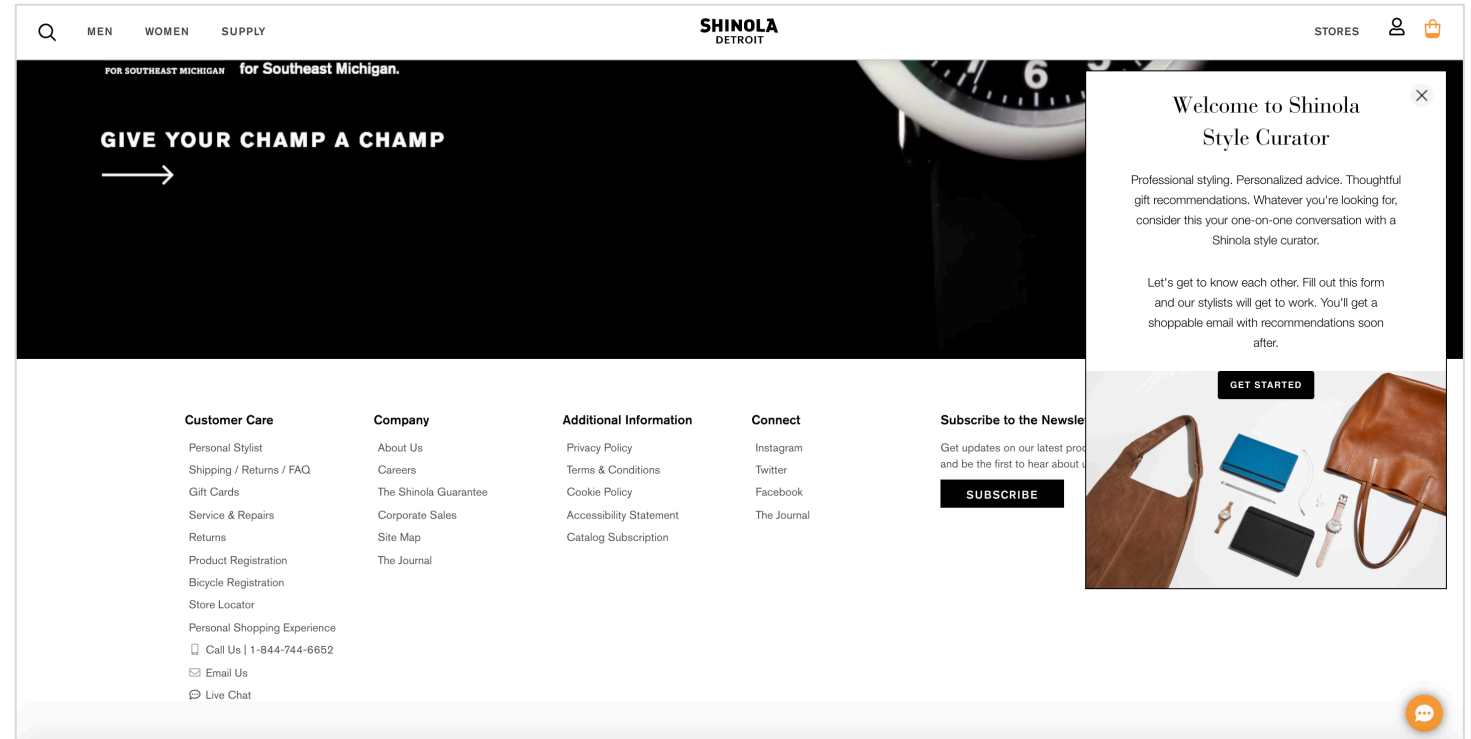 MEN WOMEN SUPPLY
SHINOLA
DETROIT
STORES
FOR SOUTHEAST MICHIGAN for Southeast Michigan.
GIVE YOUR CHAMP A CHAMP
6
Welcome to Shinola
Style Curator
Professional styling. Personalized advice. Thoughtful
gift recommendations. Whatever you're looking for,
consider this your one-on-one conversation with a
Shinola style curator.
Let's get to know each other. Fill out this form
and our stylists will get to work. You'll get a
shoppable email with recommendations soon
after.
GET STARTED
Customer Care
Personal Stylist
Shipping / Returns / FAQ
Gift Cards
Service & Repairs
Returns
Product Registration
Bicycle Registration
Store Locator
Personal Shopping Experience
Call Us | 1-844-744-6652
Email Us
Live Chat
Company
About Us
Careers
The Shinola Guarantee
Corporate Sales
Site Map
The Journal
Additional Information
Privacy Policy
Terms & Conditions
Cookie Policy
Accessibility Statement
Catalog Subscription
Connect
Instagram
Twitter
Facebook
The Journal
Subscribe to the
Get updates on our latest
and be the first to hear about
SUBSCRIBE